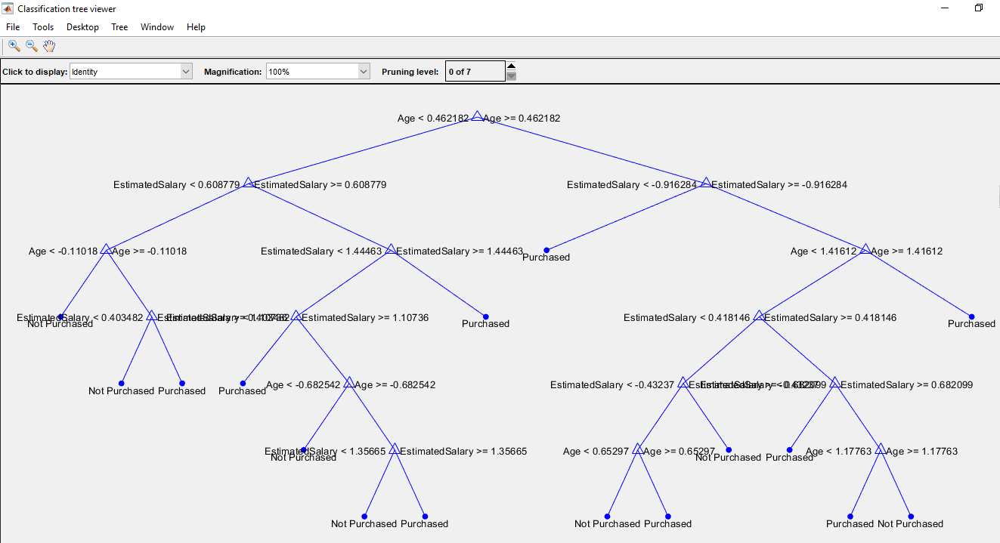 Classification tree viewer
File Tools Desktop Tree Window Help
Click to display: Identity Magnification: 100% Pruning level: 0 of 7
Age < 0.462182 Age >= 0.462182
EstimatedSalary < 0.608779 EstimatedSalary >= 0.608779 EstimatedSalary < -0.916284 EstimatedSalary >= -0.916284
Age < -0.11018 Age >= -0.11018 EstimatedSalary < 1.44463 EstimatedSalary >= 1.44463 Age < 1.41612 Age >= 1.41612
Purchased
EstimatedSalary < 0.403482 EstimatedSalary >= 1.10736 EstimatedSalary < 0.418146 EstimatedSalary >= 0.418146
Not Purchased Purchased Purchased
Age < -0.682542 Age >= -0.682542 EstimatedSalary < -0.43237 EstimatedSalary >= 0.682099
Not Purchased Purchased Purchased
EstimatedSalary < 1.35665 EstimatedSalary >= 1.35665 Age < 0.65297 Age >= 0.65297 Age < 1.17763 Age >= 1.17763
Not Purchased Not Purchased Purchased
Not Purchased Purchased Not Purchased Purchased Purchased Not Purchased